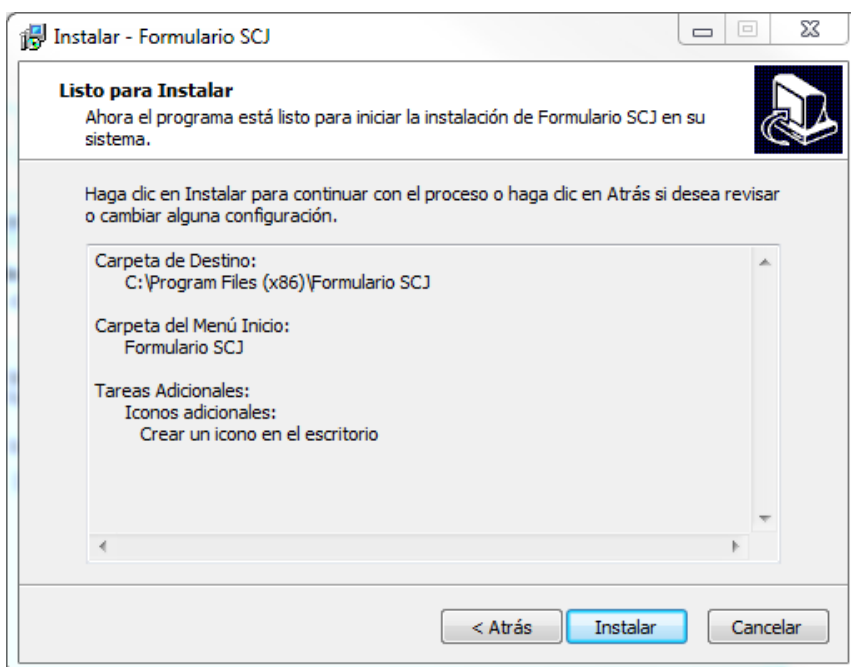 Instalar - Formulario SCJ
Listo para Instalar
Ahora el programa está listo para iniciar la instalación de Formulario SCJ en su
sistema.
Haga clic en Instalar para continuar con el proceso o haga clic en Atrás si desea revisar
o cambiar alguna configuración.
Carpeta de Destino:
C:\Program Files (x86)\Formulario SCJ
Carpeta del Menú Inicio:
Formulario SCJ
Tareas Adicionales:
Iconos adicionales:
Crear un icono en el escritorio
< Atrás
Instalar
Cancelar